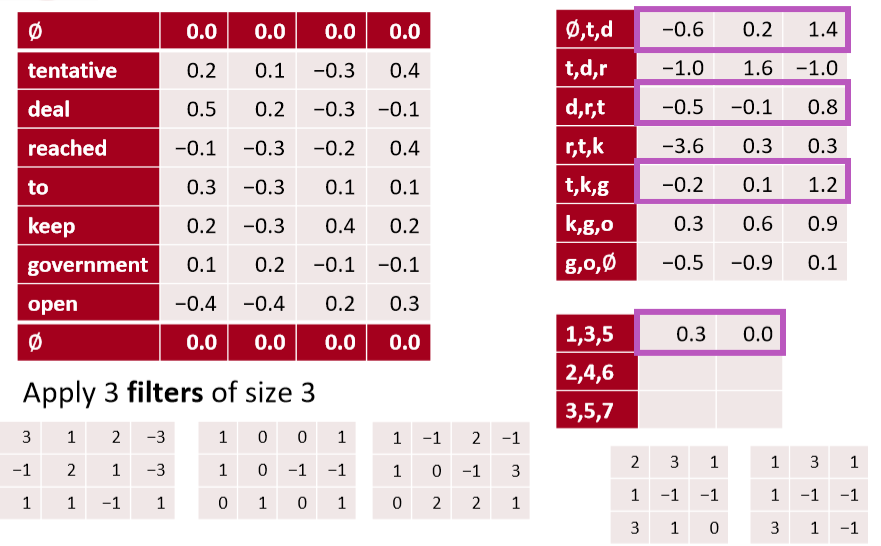 Ø 0.0 0.0 0.0 0.0
tentative 0.2 0.1 −0.3 0.4
deal 0.5 0.2 −0.3 −0.1
reached −0.1 −0.3 −0.2 0.4
to 0.3 −0.3 0.1 0.1
keep 0.2 −0.3 0.4 0.2
government 0.1 0.2 −0.1 −0.1
open −0.4 −0.4 0.2 0.3
Ø 0.0 0.0 0.0 0.0
Apply 3 filters of size 3
3 1 2 −3
−1 2 1 −3
1 1 −1 1
1 0 0 1
1 0 −1 −1
0 1 0 1
1 −1 2 −1
1 0 −1 3
0 2 2 1
Ø,t,d −0.6 0.2 1.4
t,d,r −1.0 1.6 −1.0
d,r,t −0.5 −0.1 0.8
r,t,k −3.6 0.3 0.3
t,k,g −0.2 0.1 1.2
k,g,o 0.3 0.6 0.9
g,o,Ø −0.5 −0.9 0.1
1,3,5 0.3 0.0
2,4,6
3,5,7
2 3 1
1 −1 −1
3 1 0
1 3 1
1 −1 −1
3 1 −1